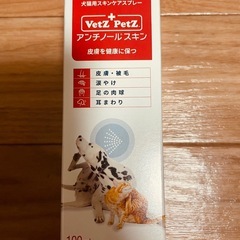 犬猫用スキンケアスプレー
VetZ PetZ
アンチノール スキン
皮膚を健康に保つ
皮膚・被毛
涙やけ
足の肉球
耳まわり
100